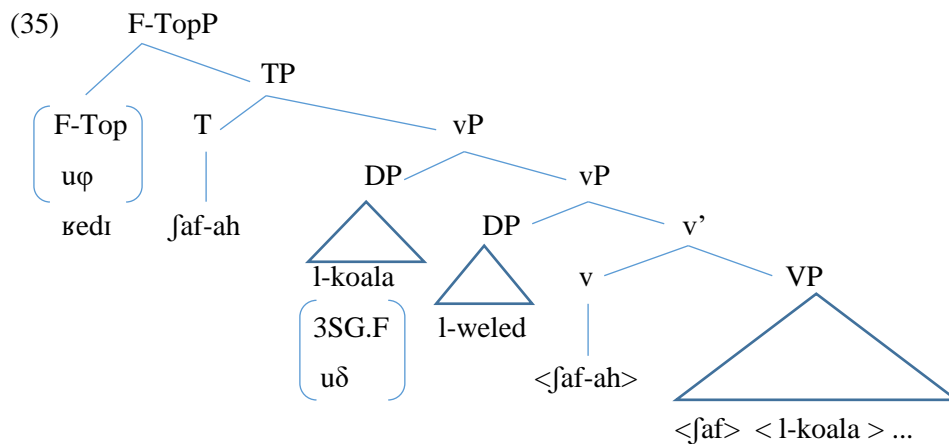 (35) F-TopP
TP
F-Top T vP
uφ DP vP
ʁedɪ ʃaf-ah DP v’
l-koala v VP
3SG.F l-weled
uδ <ʃaf-ah>
<ʃaf> < l-koala > ...